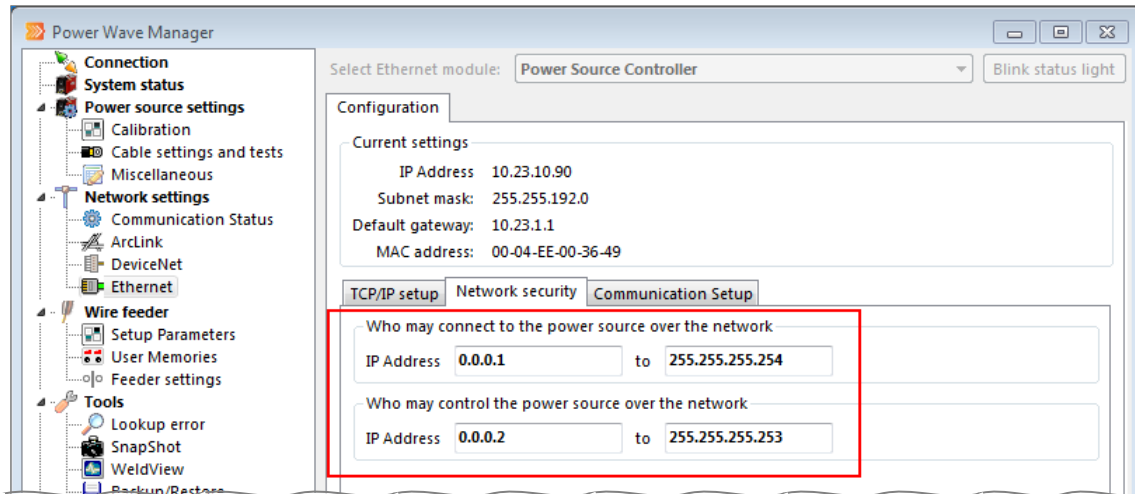 Power Wave Manager
Connection
System status
Power source settings
Calibration
Cable settings and tests
Miscellaneous
Network settings
Communication Status
ArcLink
DeviceNet
Ethernet
Wire feeder
Setup Parameters
User Memories
Feeder settings
Tools
Lookup error
SnapShot
WeldView
Backup/Restore
Select Ethernet module: Power Source Controller Blink status light
Configuration
Current settings
IP Address 10.23.10.90
Subnet mask: 255.255.192.0
Default gateway: 10.23.1.1
MAC address: 00-04-EE-00-36-49
TCP/IP setup Network security Communication Setup
Who may connect to the power source over the network
IP Address 0.0.0.1 to 255.255.255.254
Who may control the power source over the network
IP Address 0.0.0.2 to 255.255.255.253